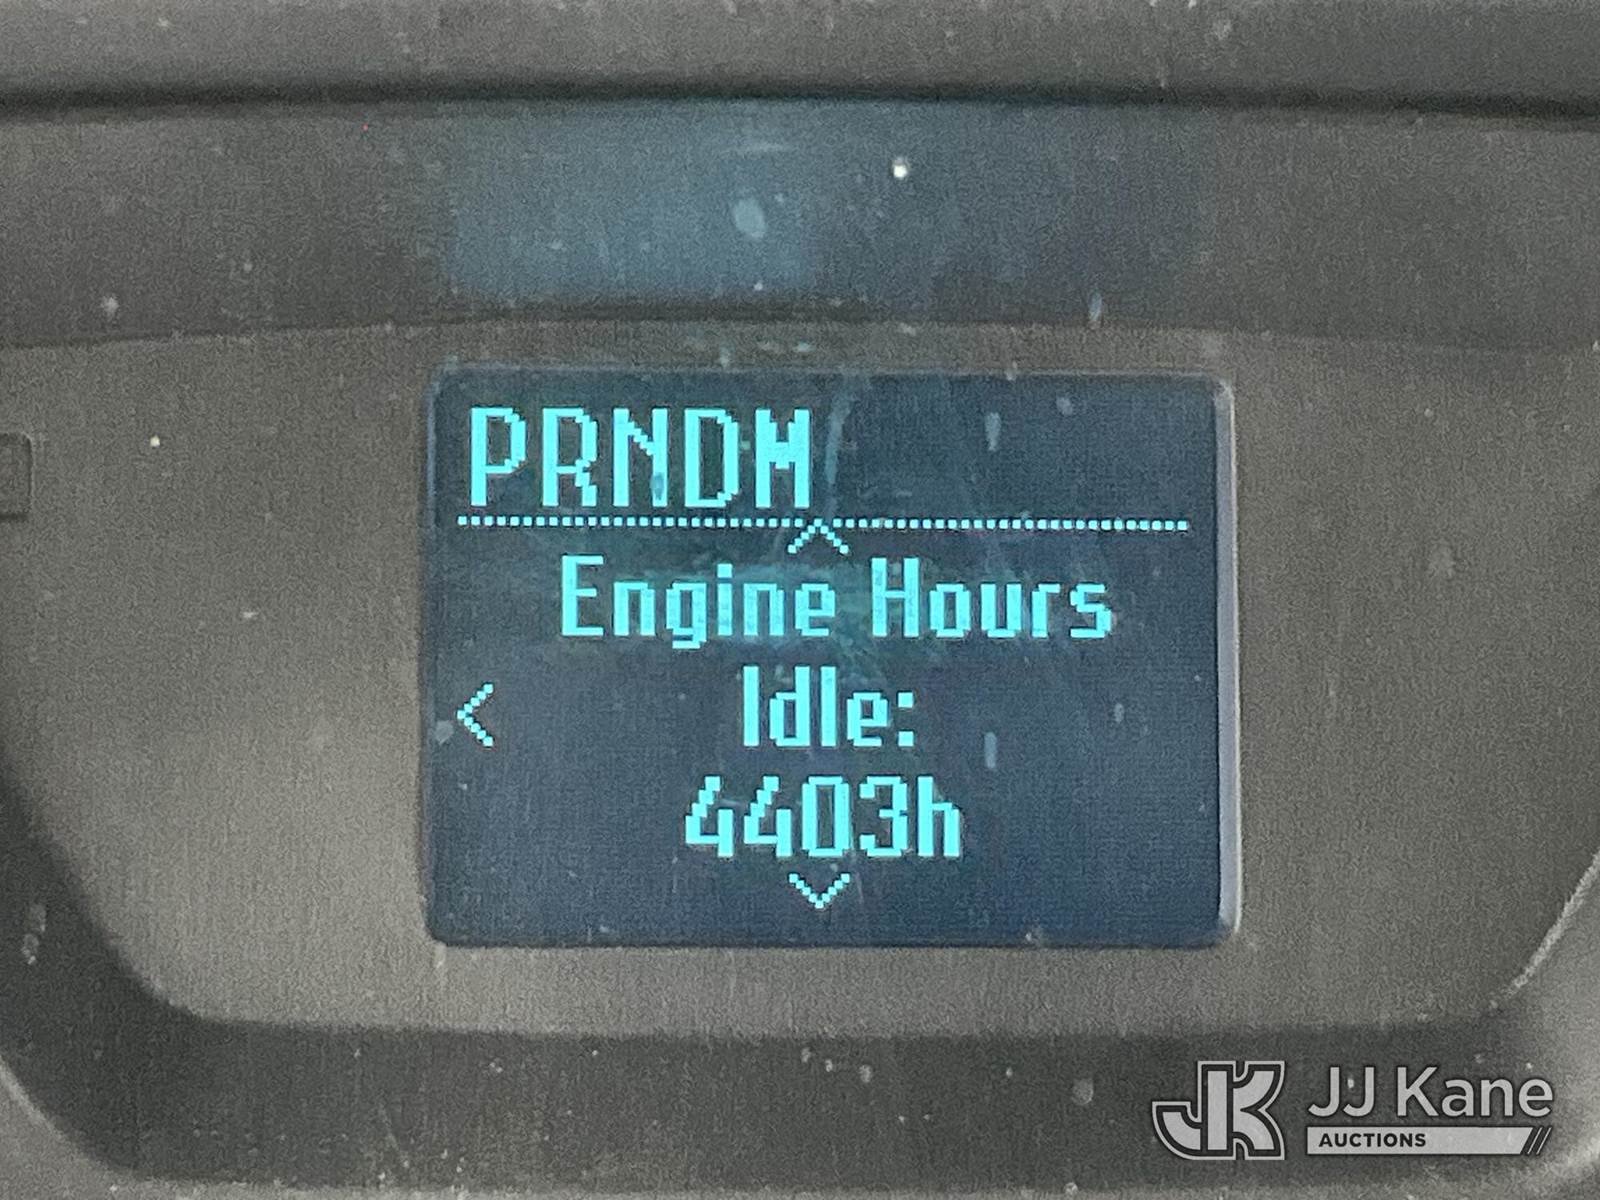 PRNDM
Engine Hours
Idle:
4403h
JJ Kane
AUCTIONS